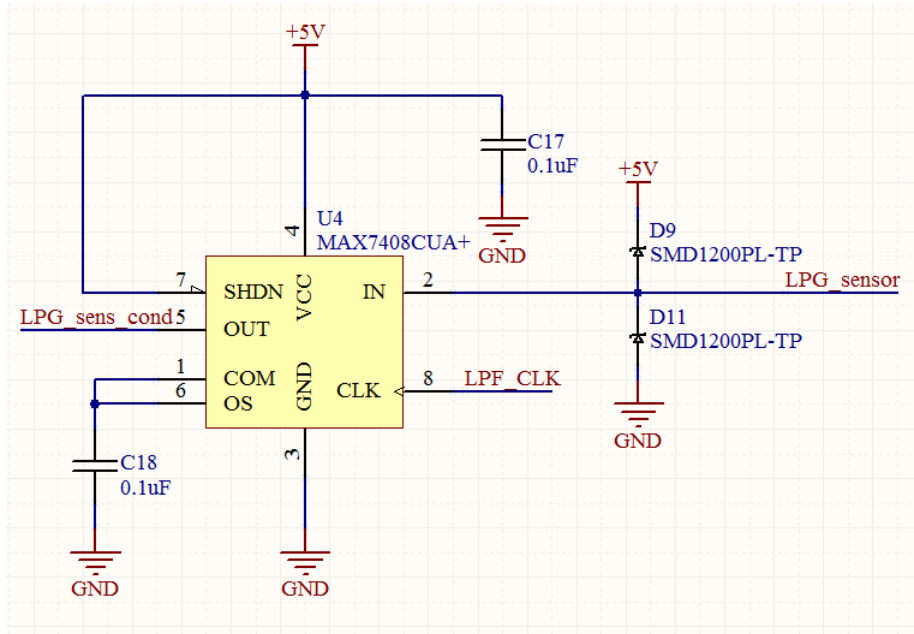 +5V
C17
0.1uF
+5V
GND
U4
MAX7408CUA+
4
D9
SMD1200PL-TP
7
SHDN
VCC
IN
2
LPG_sensor
LPG_sens_cond
5
OUT
D11
SMD1200PL-TP
1
COM
GND
CLK
8
LPF_CLK
6
OS
3
GND
C18
0.1uF
GND
GND